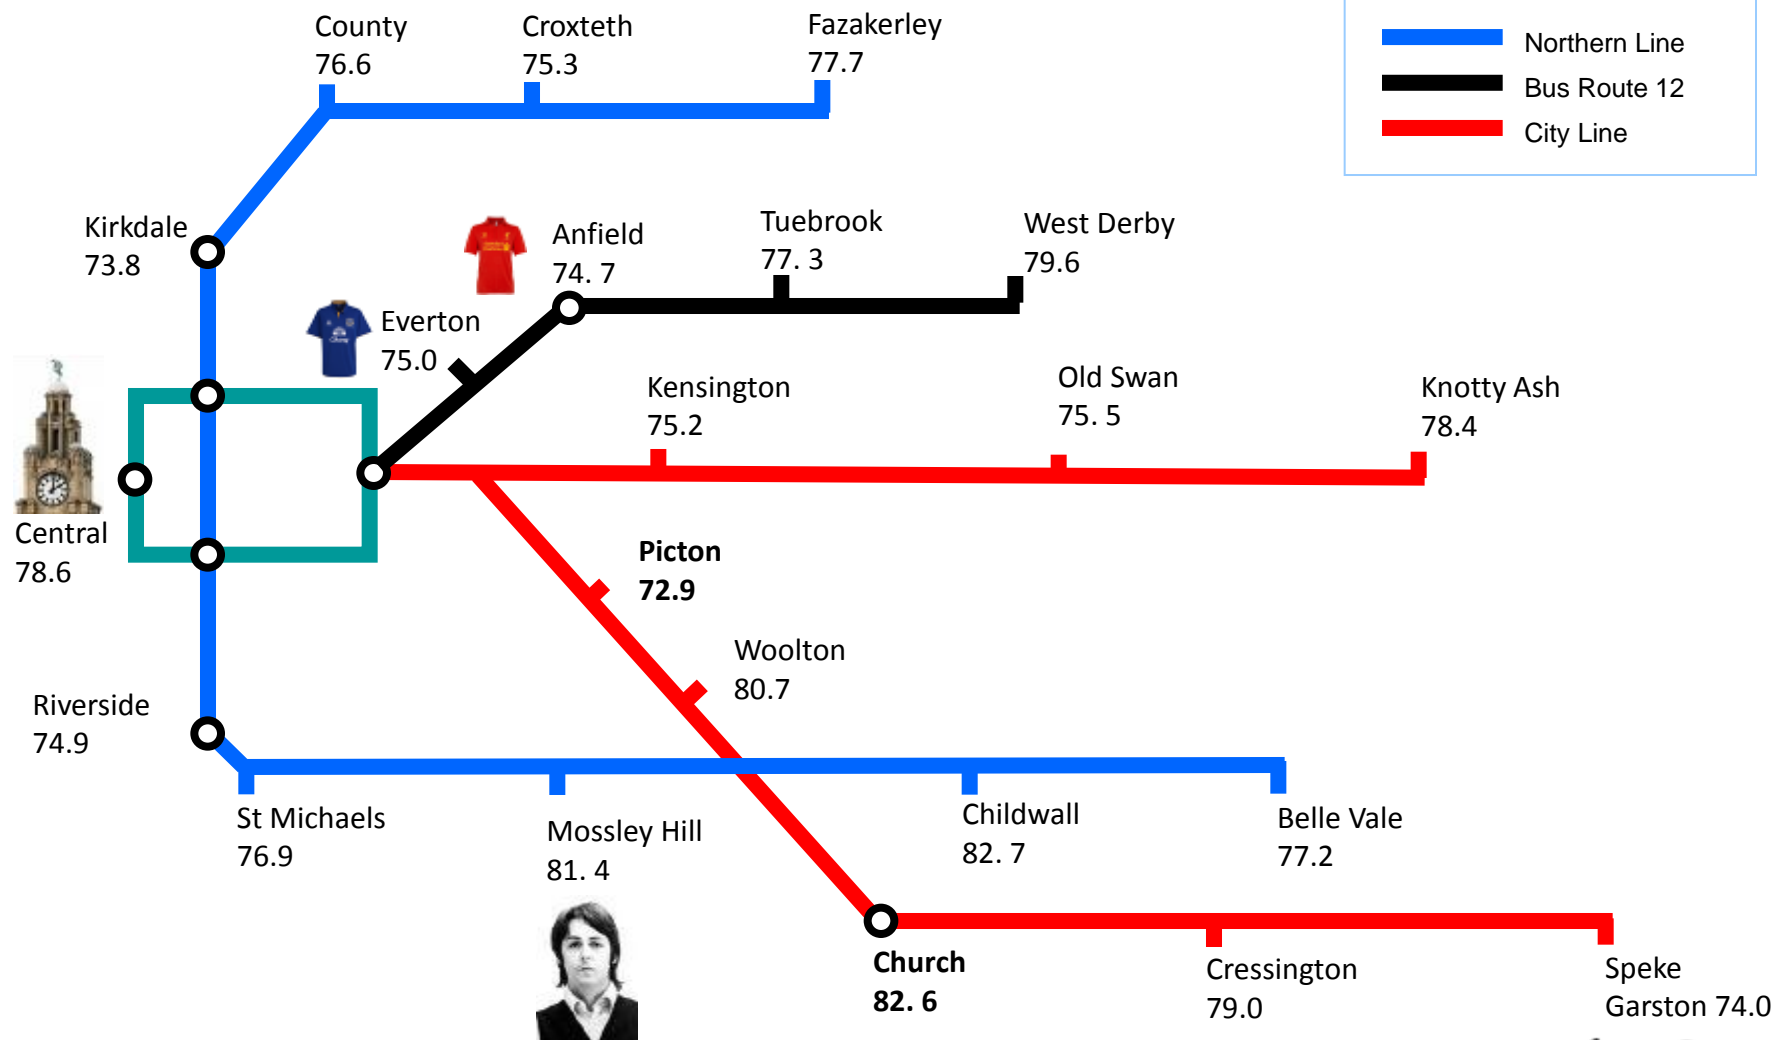 County
76.6
Croxteth
75.3
Fazakerley
77.7
Northern Line
Bus Route 12
City Line
Kirkdale
73.8
Anfield
74. 7
Tuebrook
77. 3
West Derby
79.6
Everton
75.0
Kensington
75.2
Old Swan
75. 5
Knotty Ash
78.4
Central
78.6
Picton
72.9
Woolton
80.7
Riverside
74.9
St Michaels
76.9
Mossley Hill
81. 4
Childwall
82. 7
Belle Vale
77.2
Church
82. 6
Cressington
79.0
Speke
Garston 74.0